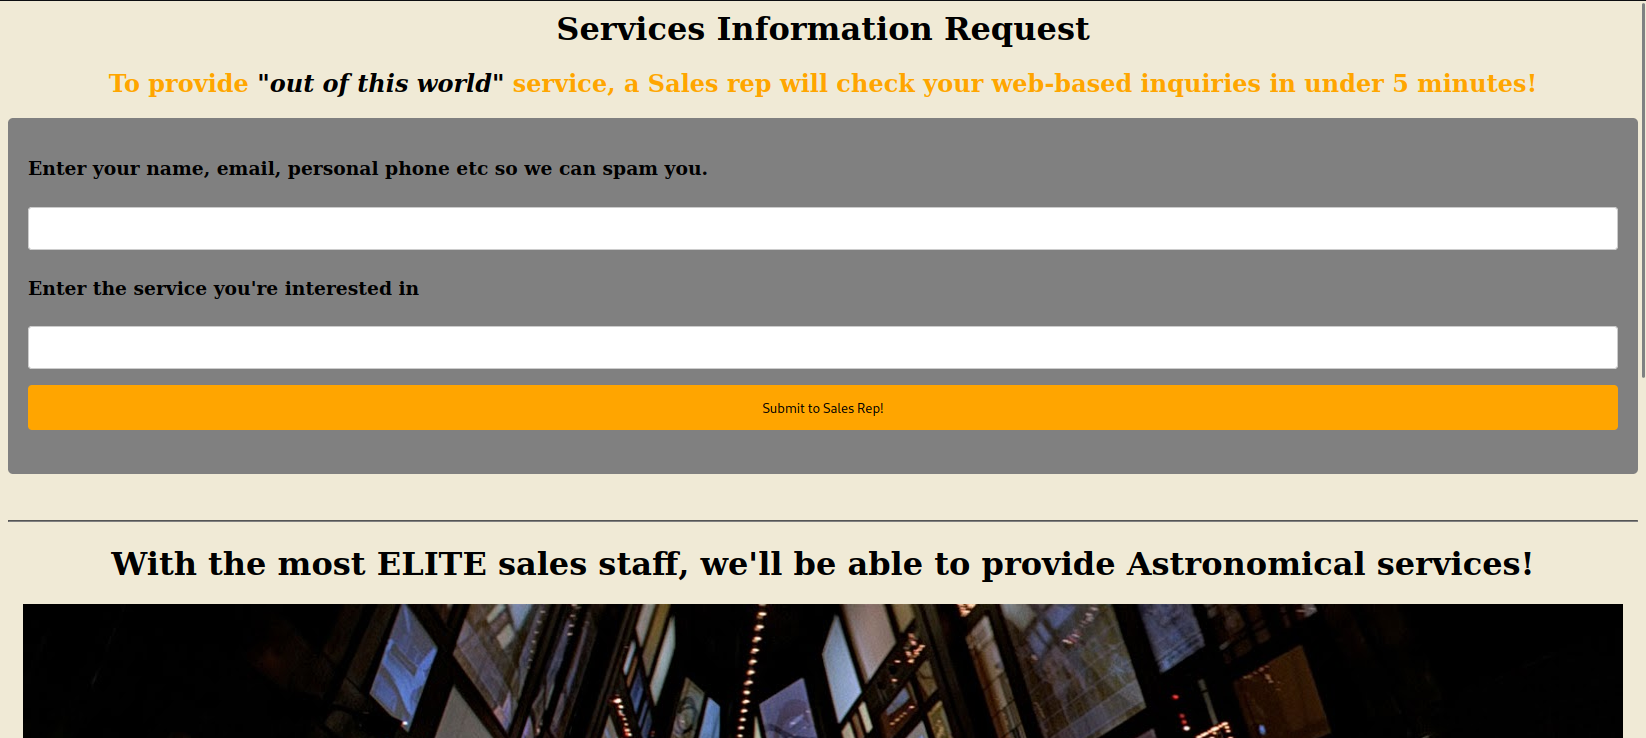 Services Information Request
To provide "out of this world" service, a Sales rep will check your web-based inquiries in under 5 minutes!
Enter your name, email, personal phone etc so we can spam you.
Enter the service you're interested in
Submit to Sales Rep!
With the most ELITE sales staff, we'll be able to provide Astronomical services!